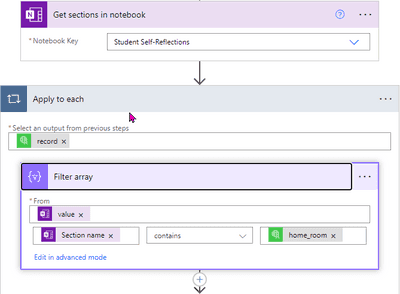 Get sections in notebook
* Notebook Key
Student Self-Reflections
Apply to each
* Select an output from previous steps
record ×
Filter array
* From
value ×
Section name ×
contains
home_room ×
Edit in advanced mode